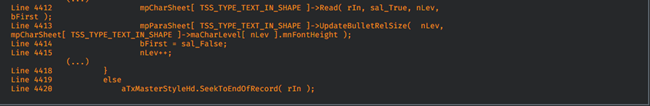 (...)
Line 4412 mpCharSheet[ TSS_TYPE_TEXT_IN_SHAPE ]->Read( rIn, sal_True, nLev,
bFirst );
Line 4413 mpParaSheet[ TSS_TYPE_TEXT_IN_SHAPE ]->UpdateBulletRelSize( nLev,
mpCharSheet[ TSS_TYPE_TEXT_IN_SHAPE ]->maCharLevel[ nLev ].mnFontHeight );
Line 4414 bFirst = sal_False;
Line 4415 nLev++;
(...)
Line 4418 }
Line 4419 else
Line 4420 aTxMasterStyleHd.SeekToEndOfRecord( rIn );